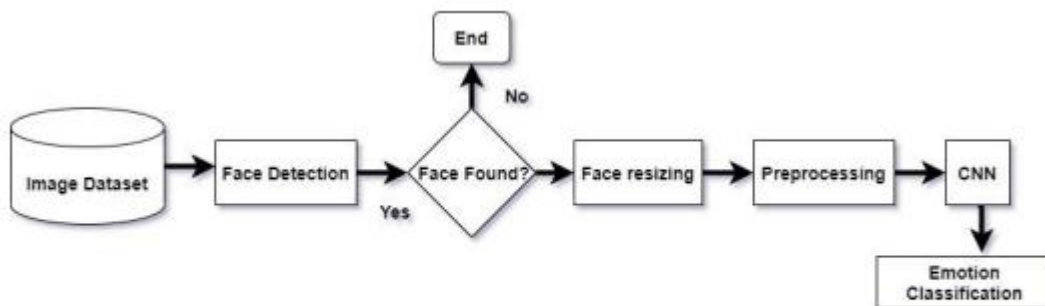 End
No
Image Dataset
Face Detection
Face Found?
Yes
Face resizing
Preprocessing
CNN
Emotion
Classification